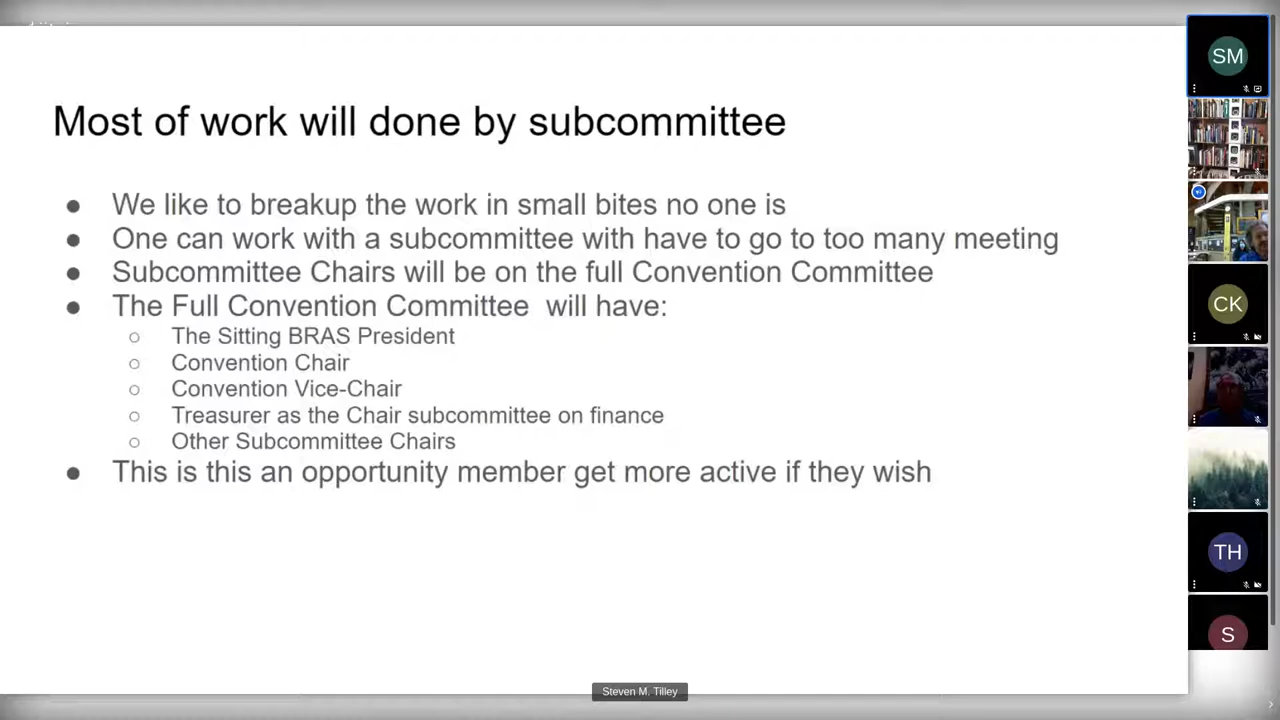 Most of work will done by subcommittee
● We like to breakup the work in small bites no one is
● One can work with a subcommittee with have to go to too many meeting
● Subcommittee Chairs will be on the full Convention Committee
● The Full Convention Committee will have:
○ The Sitting BRAS President
○ Convention Chair
○ Convention Vice-Chair
○ Treasurer as the Chair subcommittee on finance
○ Other Subcommittee Chairs
● This is this an opportunity member get more active if they wish
SM
CK
TH
S
Steven M. Tilley